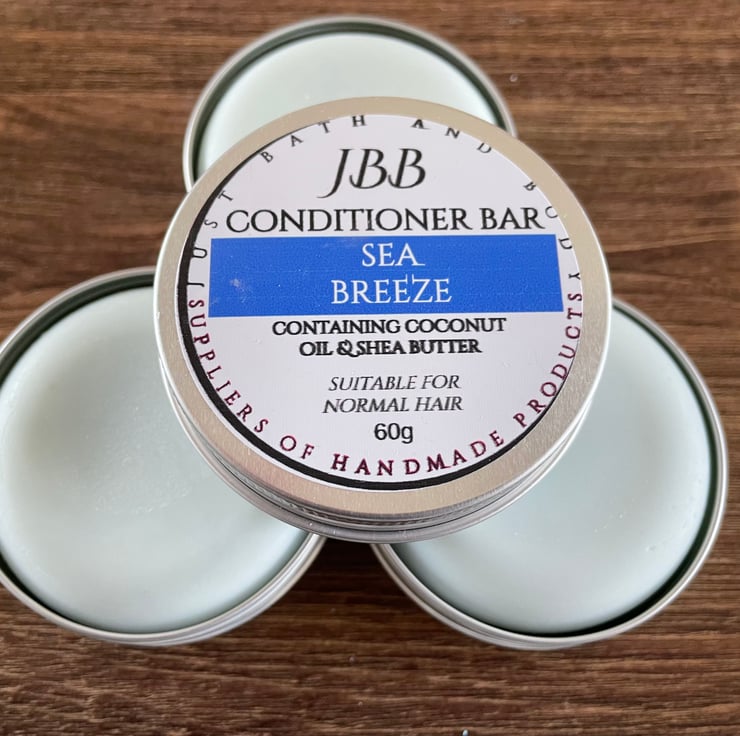 JUST BATH AND BODY
JBB
CONDITIONER BAR
SEA
BREEZE
CONTAINING COCONUT
OIL & SHEA BUTTER
SUITABLE FOR
NORMAL HAIR
60g
SUPPLIERS OF HANDMADE PRODUCTS